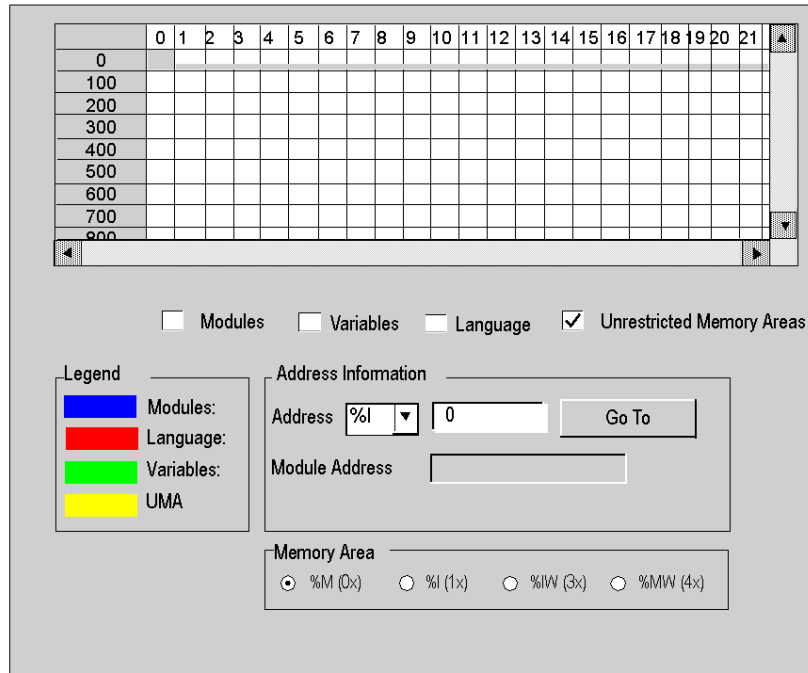 0 1 2 3 4 5 6 7 8 9 10 11 12 13 14 15 16 17 18 19 20 21
0
100
200
300
400
500
600
700
800
Modules Variables Language Unrestricted Memory Areas
Legend
Modules:
Language:
Variables:
UMA
Address Information
Address %I 0 Go To
Module Address
Memory Area
%M (0x) %I (1x) %IW (3x) %MW (4x)